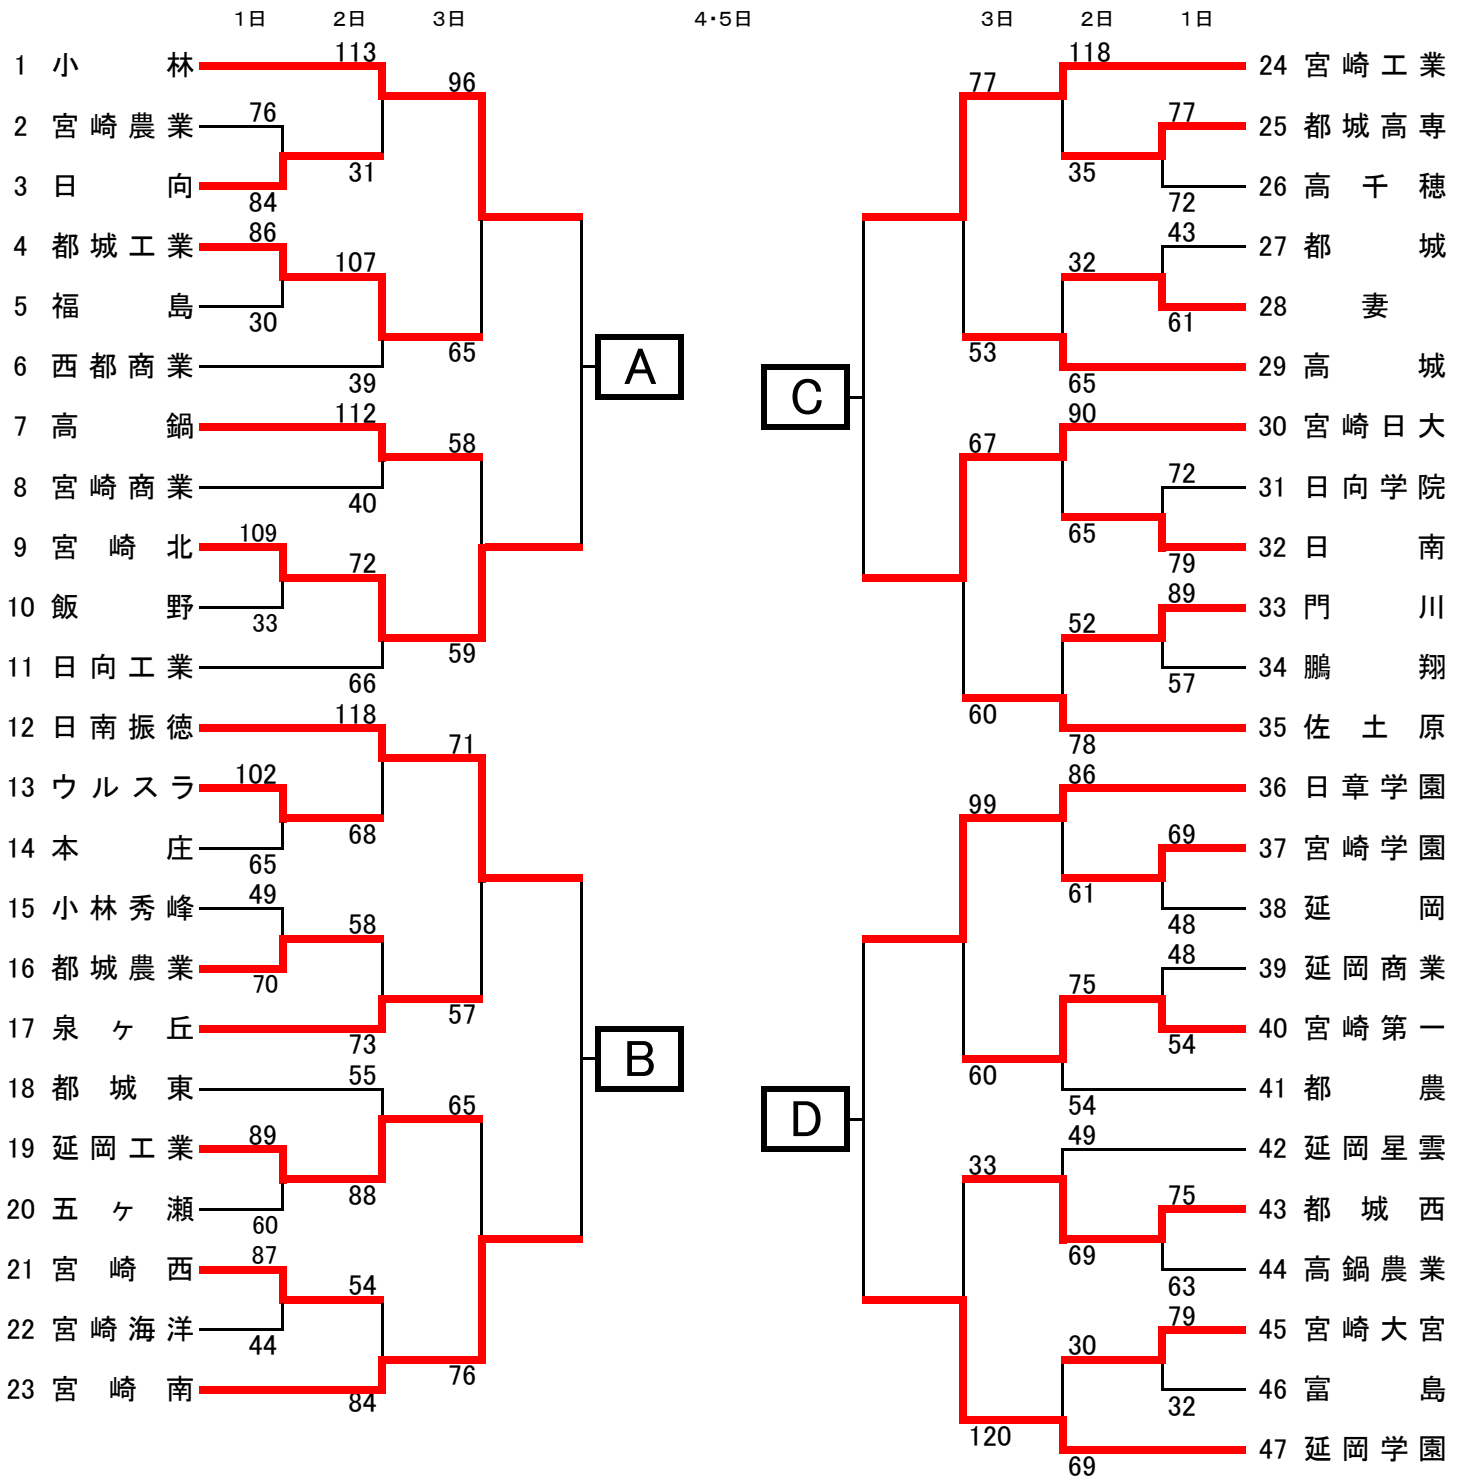 1日 2日 3日 4・5日 3日 2日 1日
113 118
1 小林 24 宮崎工業
96 77
76 77
2 宮崎農業 25 都城高専
31 35
3 日向 26 高千穂
84 72
86 43
4 都城工業 27 都城
107 32
5 福島 28 妻
30 61
65 53
6 西都商業 A 29 高城
39 65
C
112 90
7 高鍋 30 宮崎日大
58 67
72
8 宮崎商業 31 日向学院
40
109 65
9 宮崎北 32 日南
72 79
89
10 飯野 33 門川
33 52
59
11 日向工業 34 鵬翔
66 57
118 60
12 日南振徳 35 佐土原
71 78
102 86
13 ウルスラ 36 日章学園
99
68 69
14 本庄 37 宮崎学園
65
49 61
15 小林秀峰 38 延岡
58 48
48
16 都城農業 39 延岡商業
70 75
57
17 泉ヶ丘 40 宮崎第一
73 54
B
55 60
18 都城東 41 都農
65 54
D
89 49
19 延岡工業 42 延岡星雲
33
88 75
20 五ヶ瀬 43 都城西
60
87 69
21 宮崎西 44 高鍋農業
54 63
79
22 宮崎海洋 45 宮崎大宮
44 30
76
23 宮崎南 46 富島
84 32
120
47 延岡学園
69